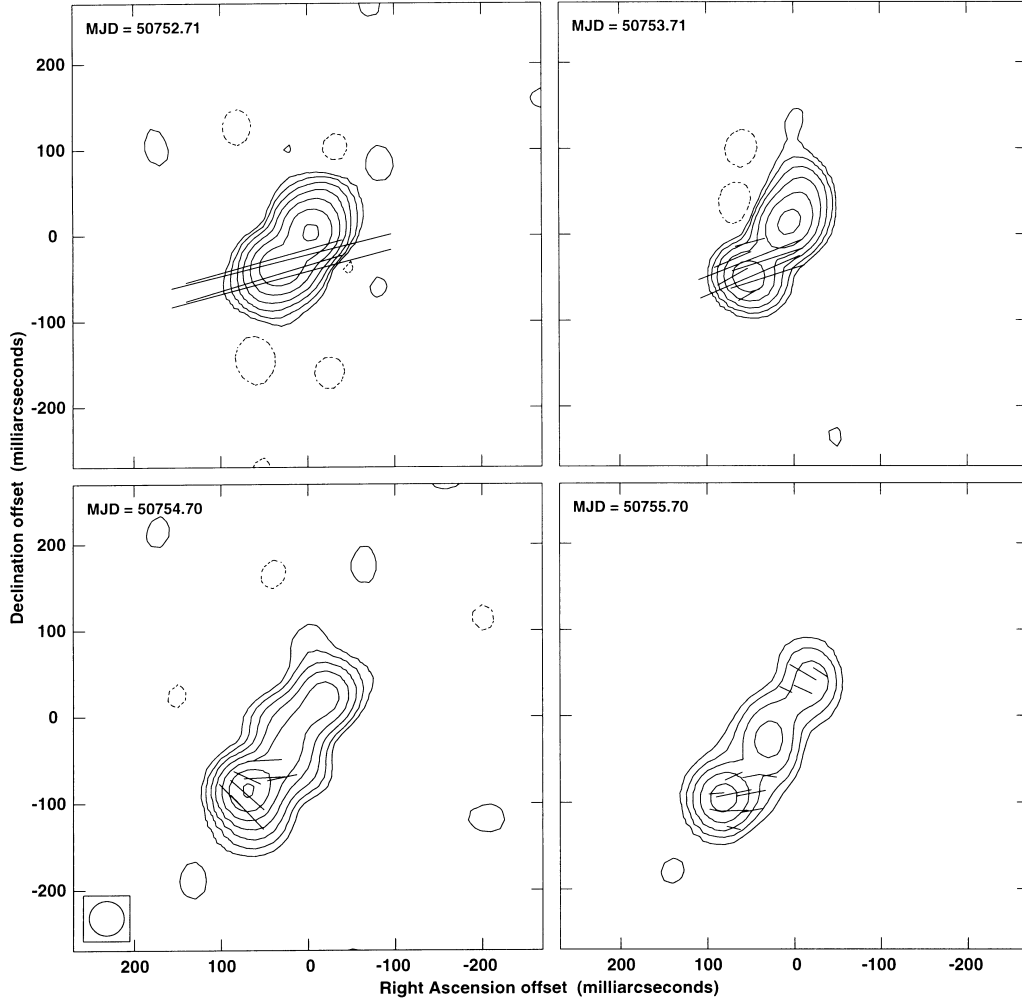 MJD = 50752.71
MJD = 50753.71
200
100
0
-100
-200
Declination offset (milliarcseconds)
MJD = 50754.70
MJD = 50755.70
200
100
0
-100
-200
200 100 0 -100 -200 200 100 0 -100 -200
Right Ascension offset (milliarcseconds)